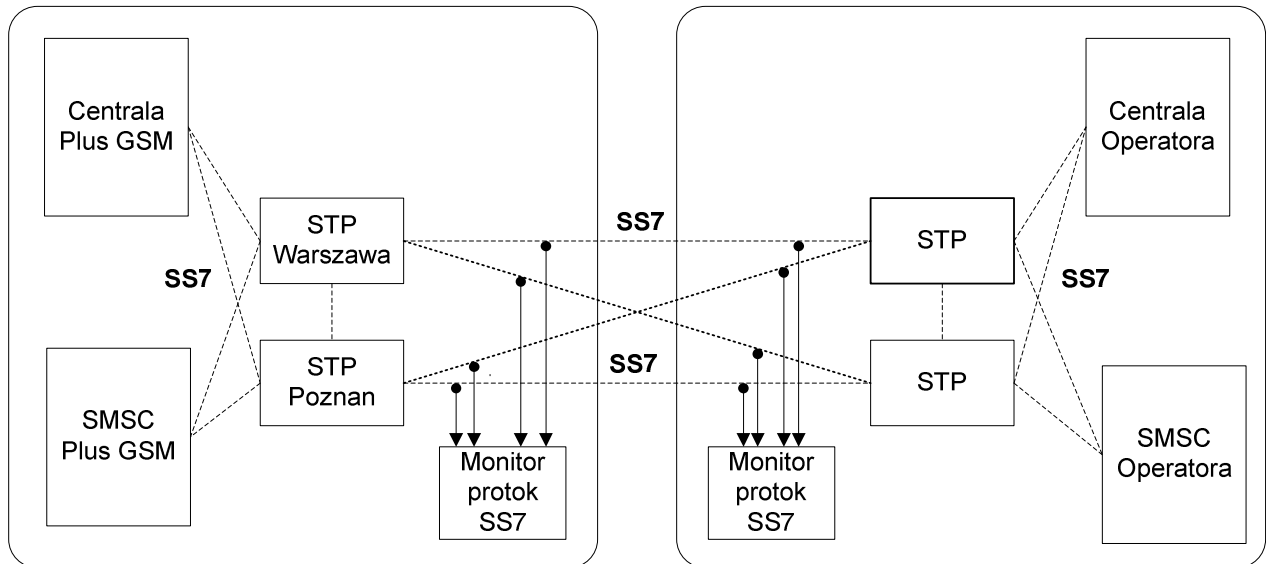 Centrala
Plus GSM
Centrala
Operatora
STP
Warszawa
SS7
STP
SS7
SS7
STP
Poznan
SS7
STP
SMSC
Plus GSM
SMSC
Operatora
Monitor
protok
SS7
Monitor
protok
SS7